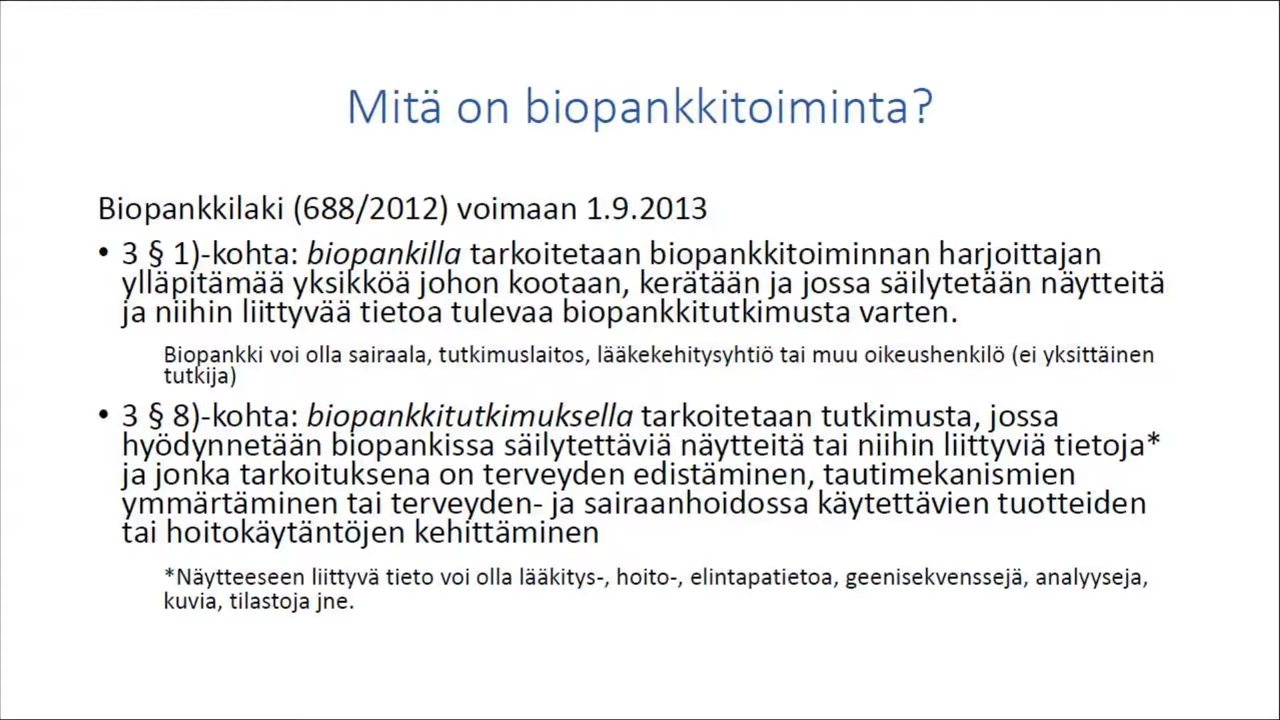 Mitä on biopankkitoiminta?
Biopankkilaki (688/2012) voimaan 1.9.2013
• 3 § 1)-kohta: biopankilla tarkoitetaan biopankkitoiminnan harjoittajan
ylläpitämää yksikköä johon kootaan, kerätään ja jossa säilytetään näytteitä
ja niihin liittyvää tietoa tulevaa biopankkitutkimusta varten.
Biopankki voi olla sairaala, tutkimuslaitos, lääkekehitysyhtiö tai muu oikeushenkilö (ei yksittäinen
tutkija)
• 3 § 8)-kohta: biopankkitutkimuksella tarkoitetaan tutkimusta, jossa
hyödynnetään biopankissa säilytettäviä näytteitä tai niihin liittyviä tietoja*
ja jonka tarkoituksena on terveyden edistäminen, tautimekanismien
ymmärtäminen tai terveyden- ja sairaanhoidossa käytettävien tuotteiden
tai hoitokäytäntöjen kehittäminen
*Näytteeseen liittyvä tieto voi olla lääkitys-, hoito-, elintapatietoa, geenisekvenssejä, analyyseja,
kuvia, tilastoja jne.